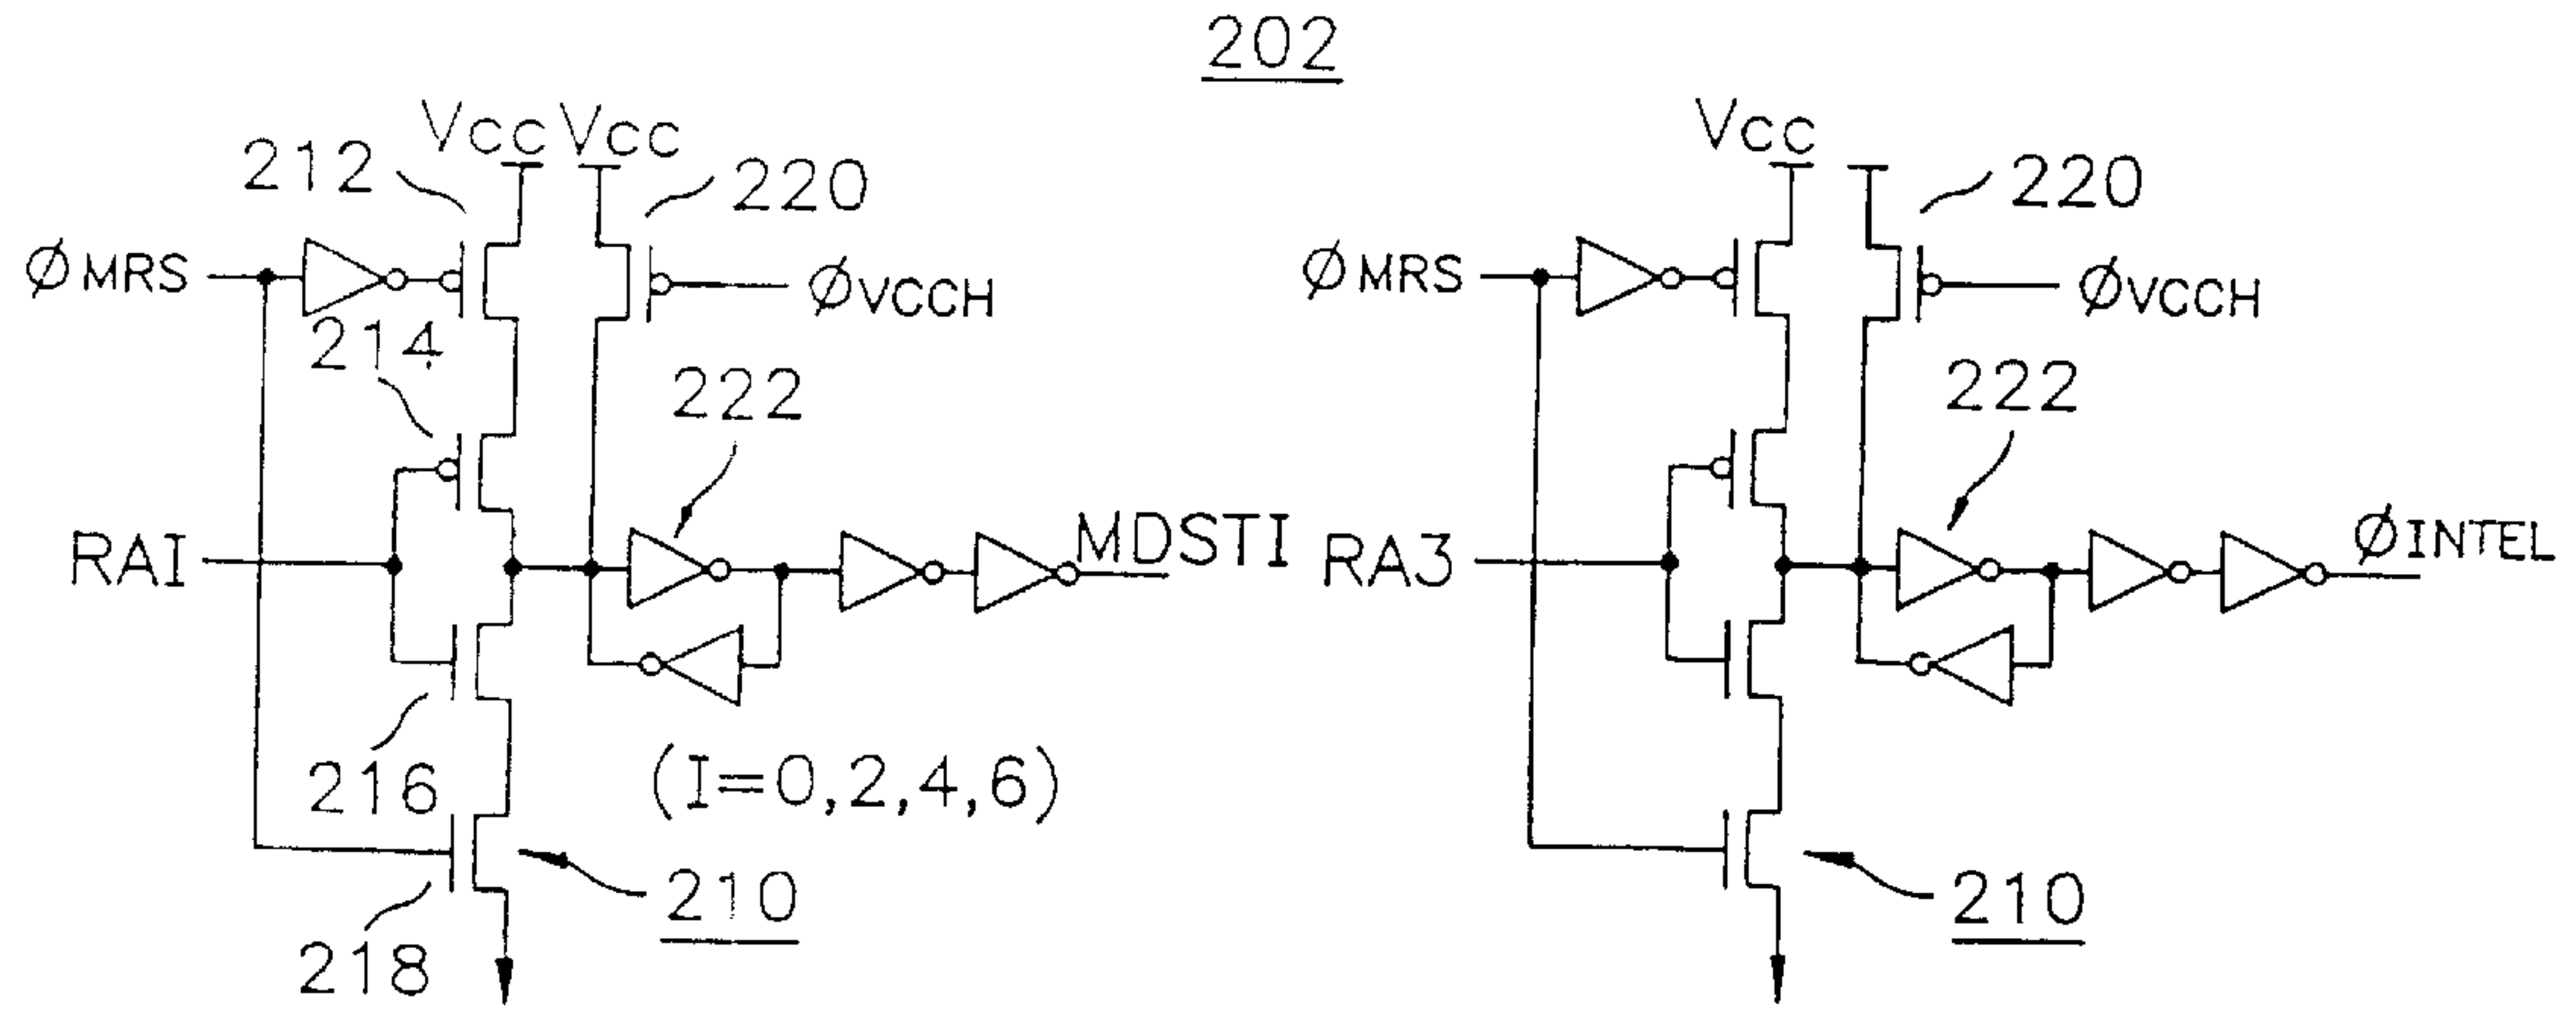 202
Vcc Vcc
212
220
øMRS
øVCCH
214
222
RAI
MDSTI
216
(I=0,2,4,6)
210
218
Vcc
220
øMRS
øVCCH
222
RA3
øINTEL
210